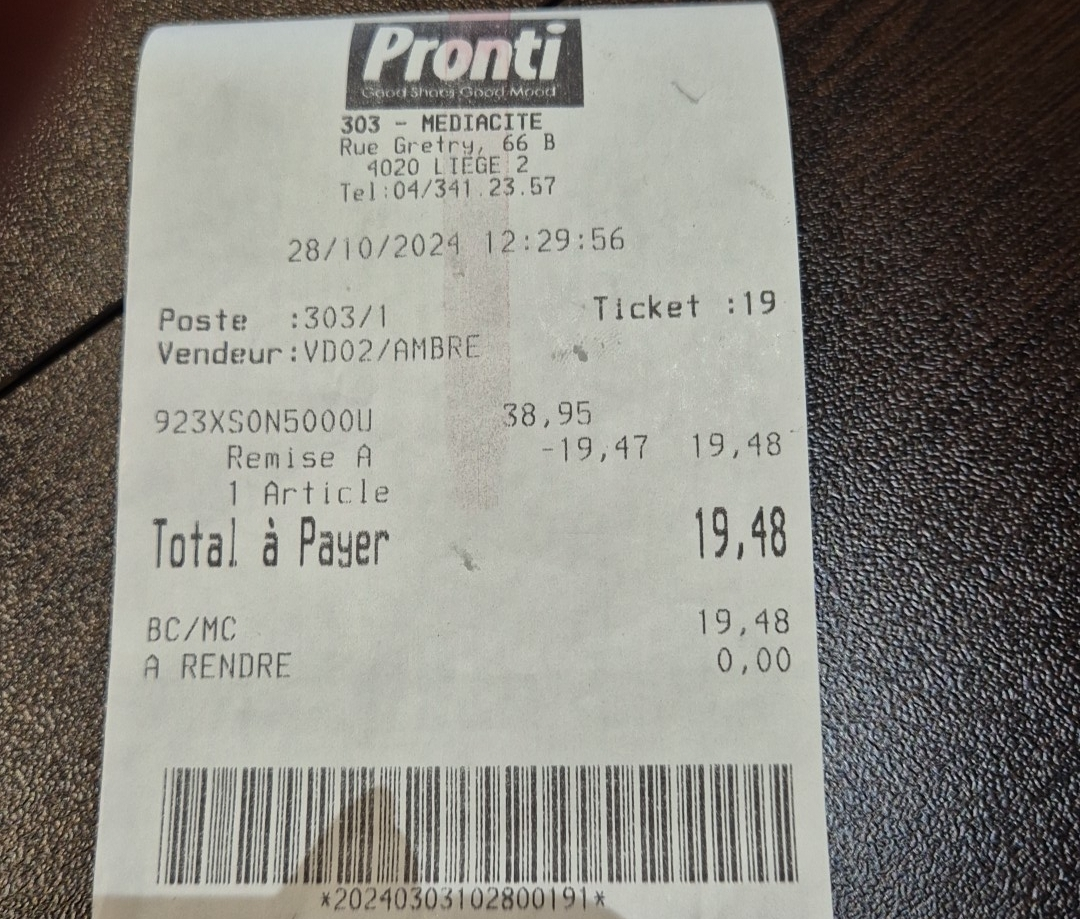 Pronti
Good Shoes Good Mood
303 - MEDIACITE
Rue Gretry, 66 B
4020 LIEGE 2
Tel:04/341.23.57
28/10/2024 12:29:56
Poste :303/1 Ticket :19
Vendeur:VD02/AMBRE
923XSON5000U 38,95
Remise A -19,47 19,48
1 Article
Total à Payer 19,48
BC/MC 19,48
A RENDRE 0,00
*20240303102800191*